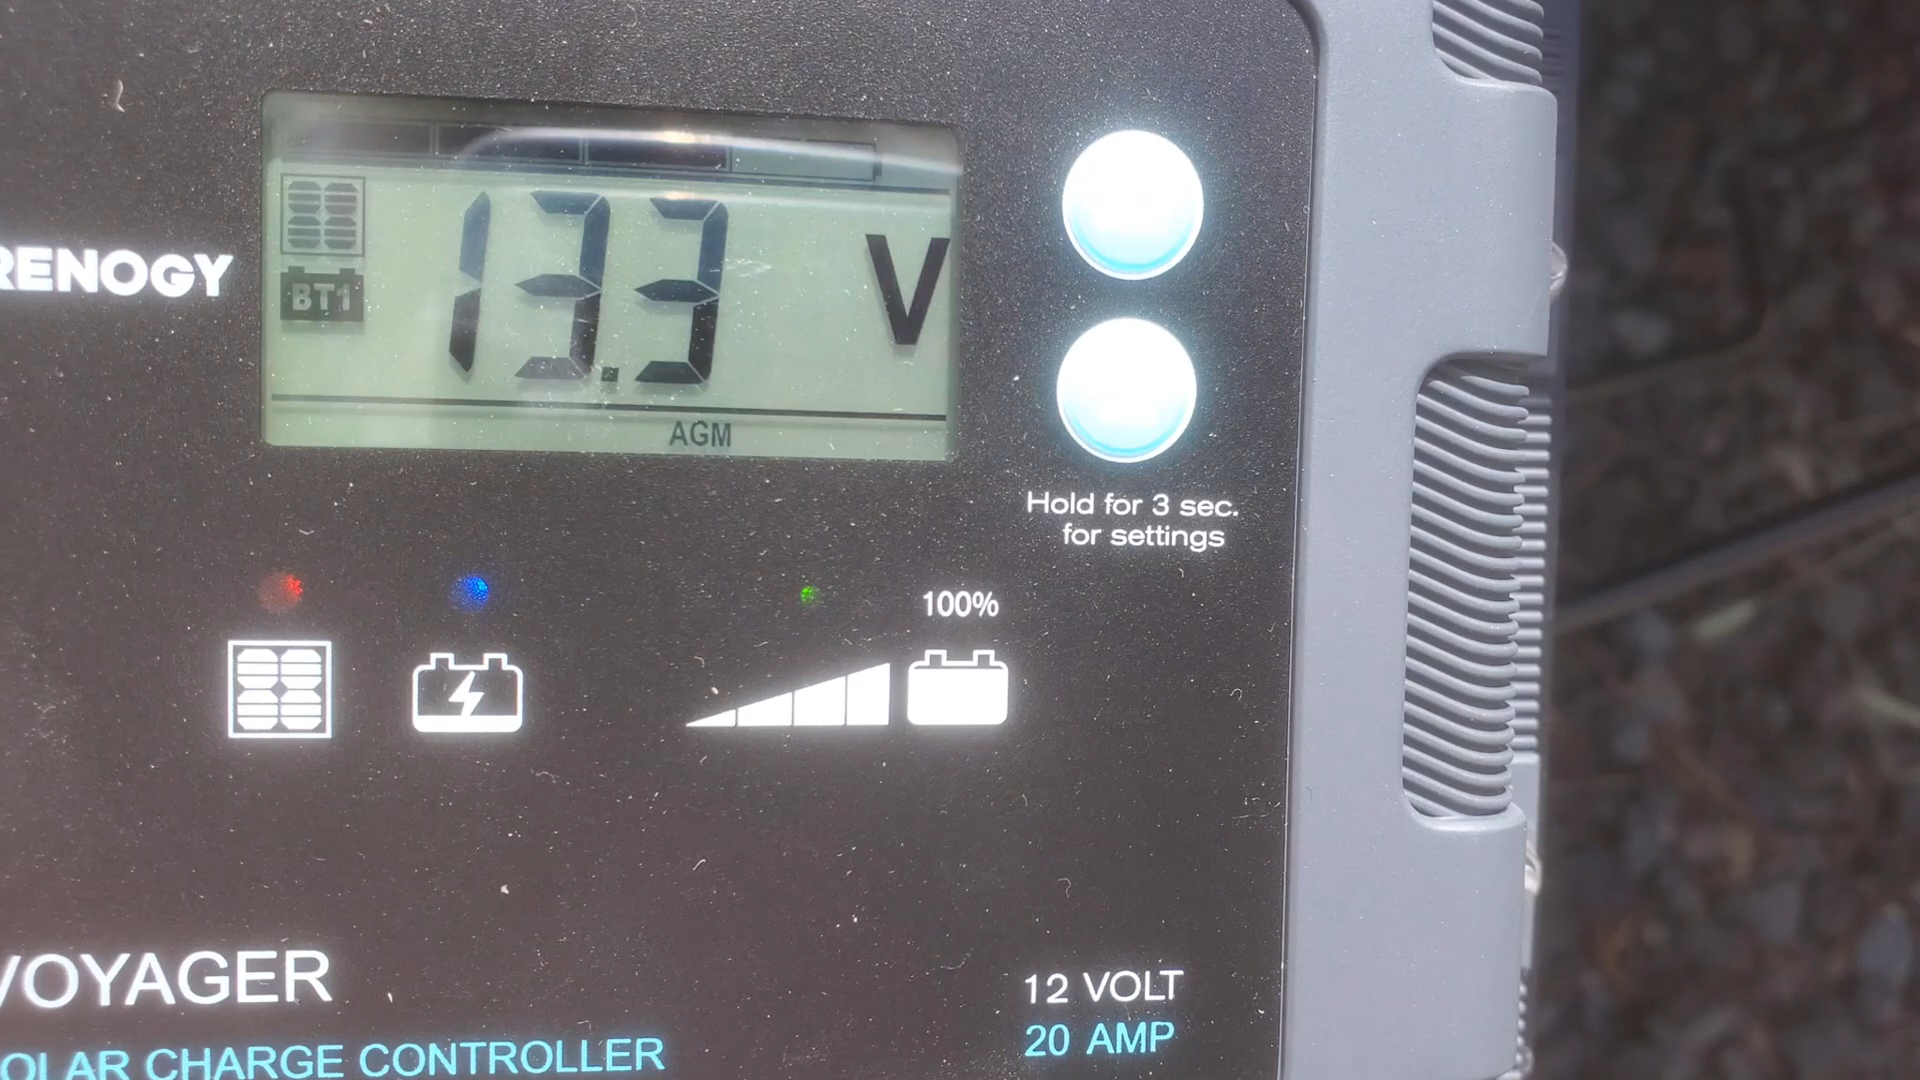 RENOGY
BT1
13.3 V
AGM
Hold for 3 sec.
for settings
100%
VOYAGER
12 VOLT
OLAR CHARGE CONTROLLER
20 AMP